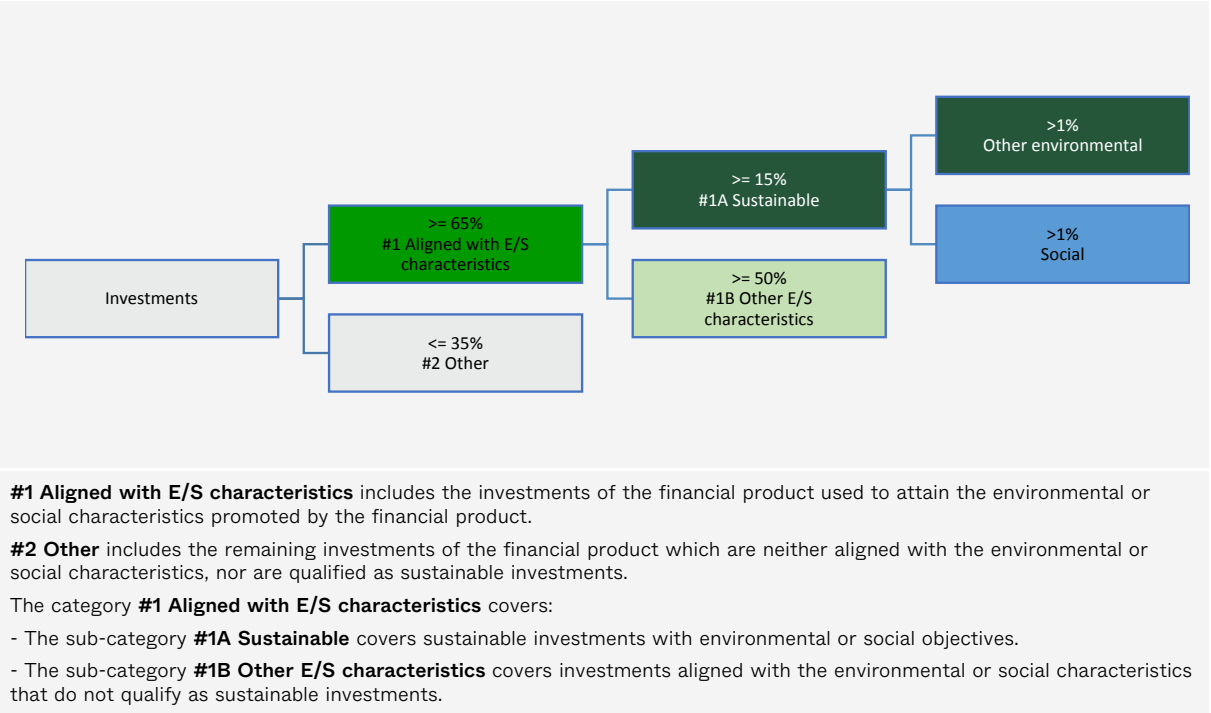 >1%
Other environmental
>= 15%
#1A Sustainable
>= 65%
#1 Aligned with E/S
characteristics
>1%
Social
Investments
>= 50%
#1B Other E/S
characteristics
<= 35%
#2 Other
#1 Aligned with E/S characteristics includes the investments of the financial product used to attain the environmental or
social characteristics promoted by the financial product.
#2 Other includes the remaining investments of the financial product which are neither aligned with the environmental or
social characteristics, nor are qualified as sustainable investments.
The category #1 Aligned with E/S characteristics covers:
- The sub-category #1A Sustainable covers sustainable investments with environmental or social objectives.
- The sub-category #1B Other E/S characteristics covers investments aligned with the environmental or social characteristics
that do not qualify as sustainable investments.